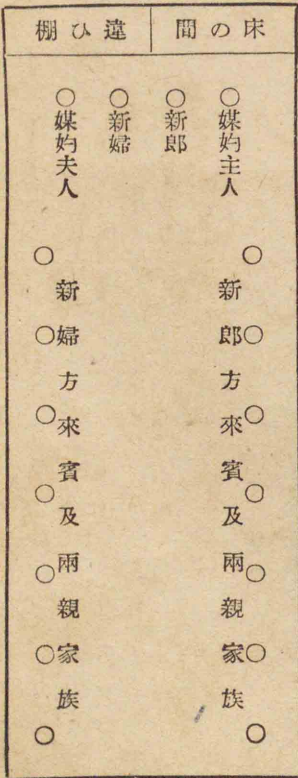 床の間
違ひ棚
○媒妁主人
○新郎
○新婦
○媒妁夫人
新郎方來賓及兩親家族
新婦方來賓及兩親家族